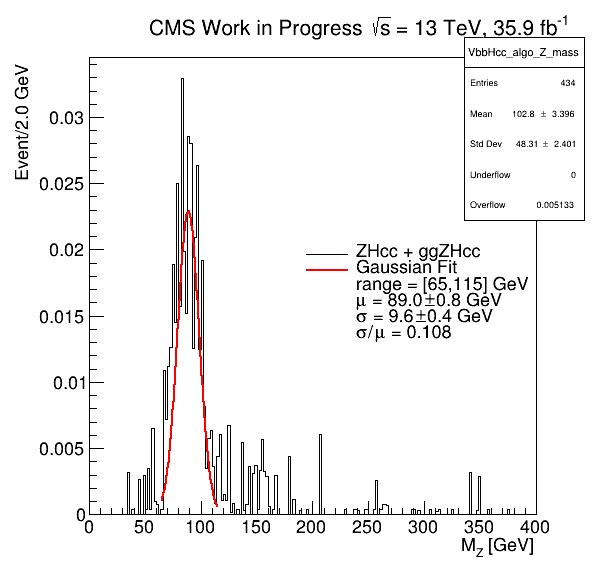 CMS Work in Progress √s = 13 TeV, 35.9 fb⁻¹
VbbHcc_algo_Z_mass
Entries 434
Mean 102.8 ± 3.396
Std Dev 48.31 ± 2.401
Underflow 0
Overflow 0.005133
Event/2.0 GeV
0.03
0.025
0.02
0.015
0.01
0.005
0
ZHcc + ggZHcc
Gaussian Fit
range = [65,115] GeV
μ = 89.0±0.8 GeV
σ = 9.6±0.4 GeV
σ/μ = 0.108
0 50 100 150 200 250 300 350 400
M_Z [GeV]